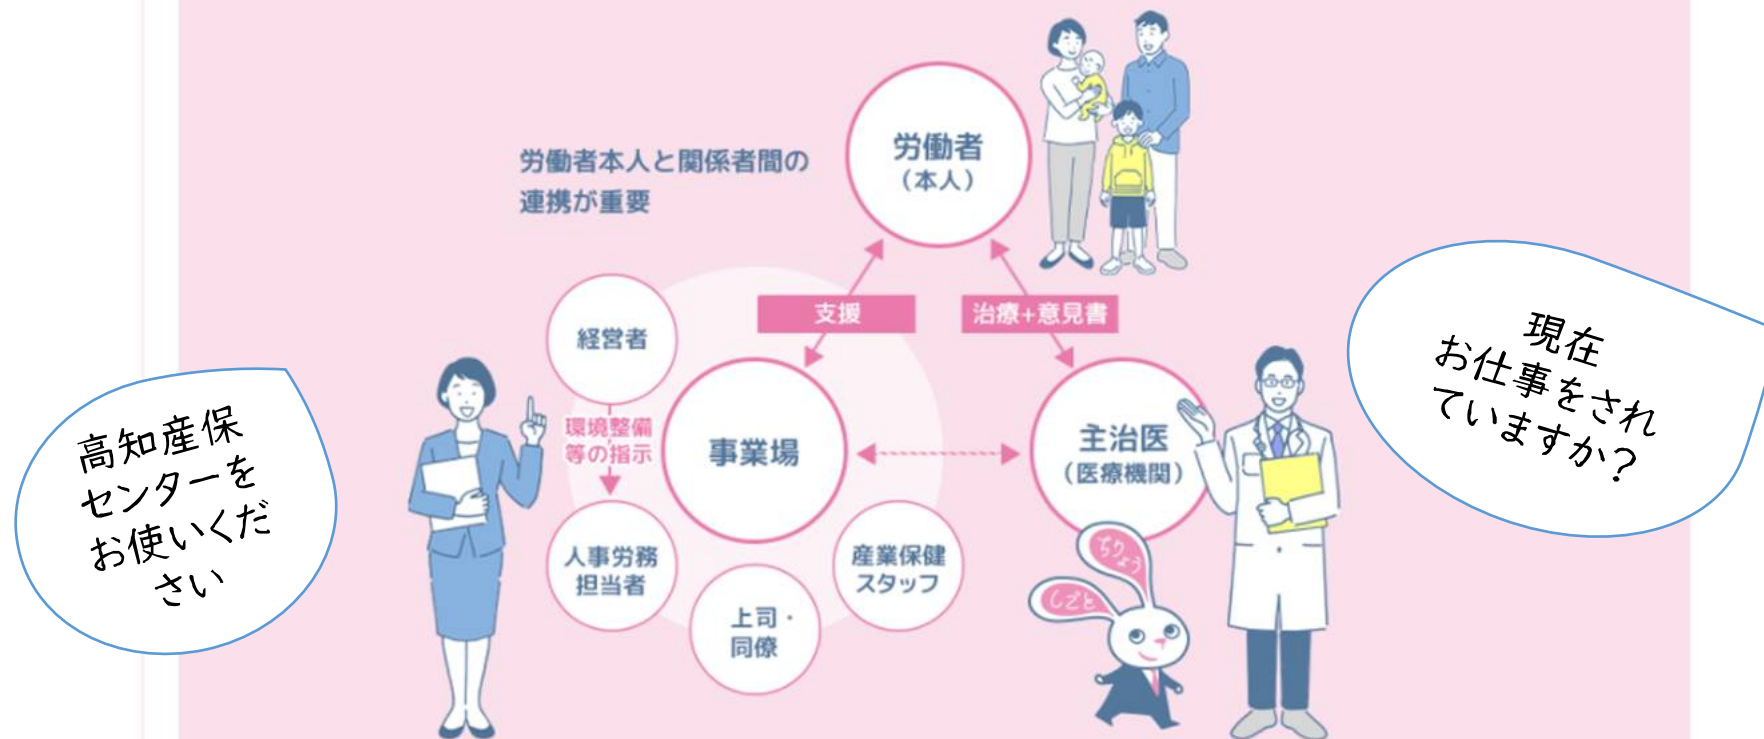 労働者
（本人）
労働者本人と関係者間の
連携が重要
支援
治療+意見書
経営者
環境整備
等の指示
事業場
主治医
（医療機関）
人事労務
担当者
上司・
同僚
産業保健
スタッフ
ちりょう
しごと
高知産保
センターを
お使いくだ
さい
現在
お仕事をされ
ていますか？